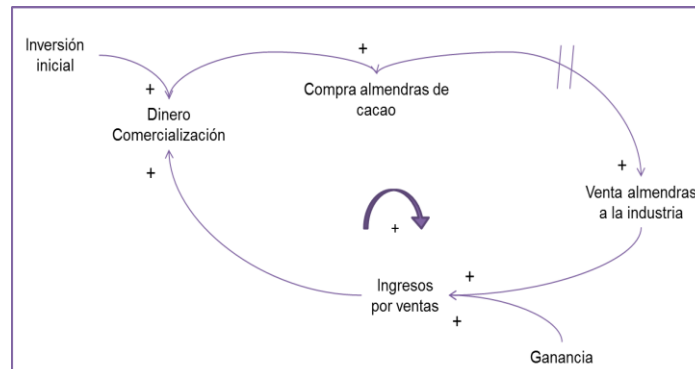 Inversión
inicial
+
Dinero
Comercialización
+
+
Compra almendras de
cacao
+
Venta almendras
a la industria
+
+
Ingresos
por ventas
+
+
Ganancia